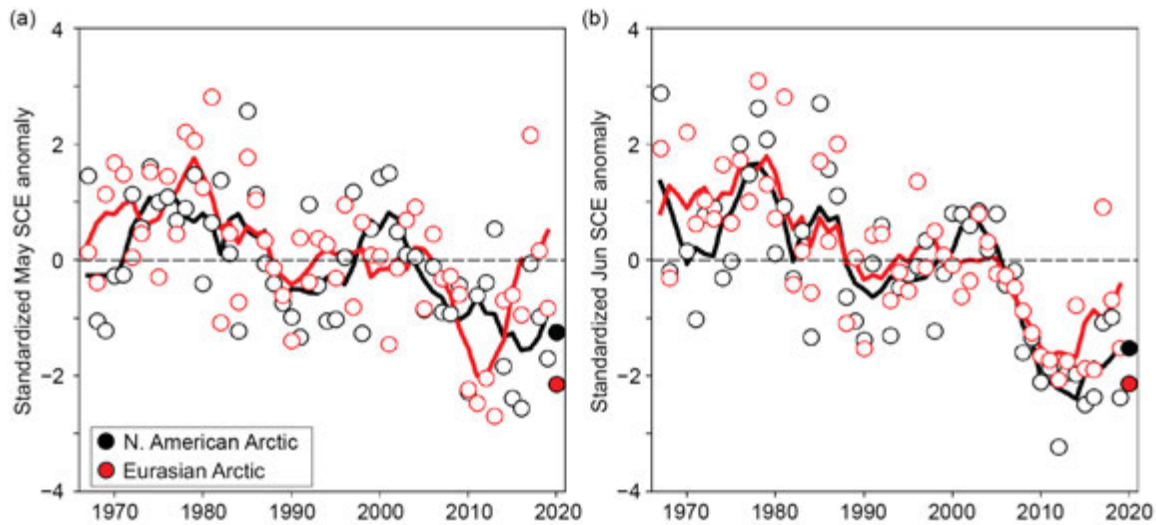 (a)
(b)
Standardized May SCE anomaly
4
2
0
−2
−4
N. American Arctic
Eurasian Arctic
1970 1980 1990 2000 2010 2020
Standardized Jun SCE anomaly
4
2
0
−2
−4
1970 1980 1990 2000 2010 2020